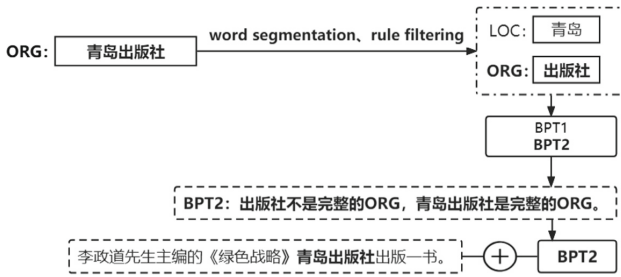 ORG: 青岛出版社
word segmentation、rule filtering
LOC: 青岛
ORG: 出版社
BPT1
BPT2
BPT2：出版社不是完整的ORG，青岛出版社是完整的ORG。
李政道先生主编的《绿色战略》青岛出版社出版一书。
BPT2